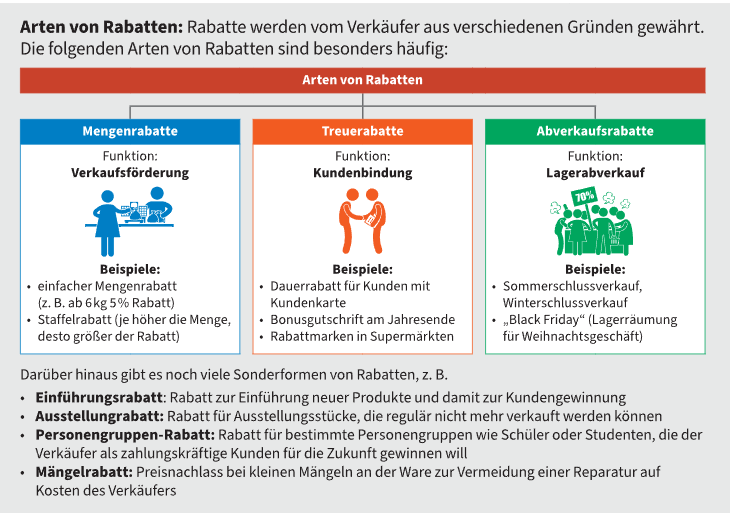 Arten von Rabatten: Rabatte werden vom Verkäufer aus verschiedenen Gründen gewährt.
Die folgenden Arten von Rabatten sind besonders häufig:
Arten von Rabatten
Mengenrabatte
Funktion:
Verkaufsförderung
Beispiele:
• einfacher Mengenrabatt
(z. B. ab 6 kg 5 % Rabatt)
• Staffelrabatt (je höher die Menge,
desto größer der Rabatt)
Treuerabatte
Funktion:
Kundenbindung
Beispiele:
• Dauerrabatt für Kunden mit
Kundenkarte
• Bonusgutschrift am Jahresende
• Rabattmarken in Supermärkten
Abverkaufsrabatte
Funktion:
Lagerabverkauf
70%
Beispiele:
• Sommerschlussverkauf,
Winterschlussverkauf
• „Black Friday“ (Lagerräumung
für Weihnachtsgeschäft)
Darüber hinaus gibt es noch viele Sonderformen von Rabatten, z. B.
• Einführungsrabatt: Rabatt zur Einführung neuer Produkte und damit zur Kundengewinnung
• Ausstellungrabatt: Rabatt für Ausstellungsstücke, die regulär nicht mehr verkauft werden können
• Personengruppen-Rabatt: Rabatt für bestimmte Personengruppen wie Schüler oder Studenten, die der
Verkäufer als zahlungskräftige Kunden für die Zukunft gewinnen will
• Mängelrabatt: Preisnachlass bei kleinen Mängeln an der Ware zur Vermeidung einer Reparatur auf
Kosten des Verkäufers